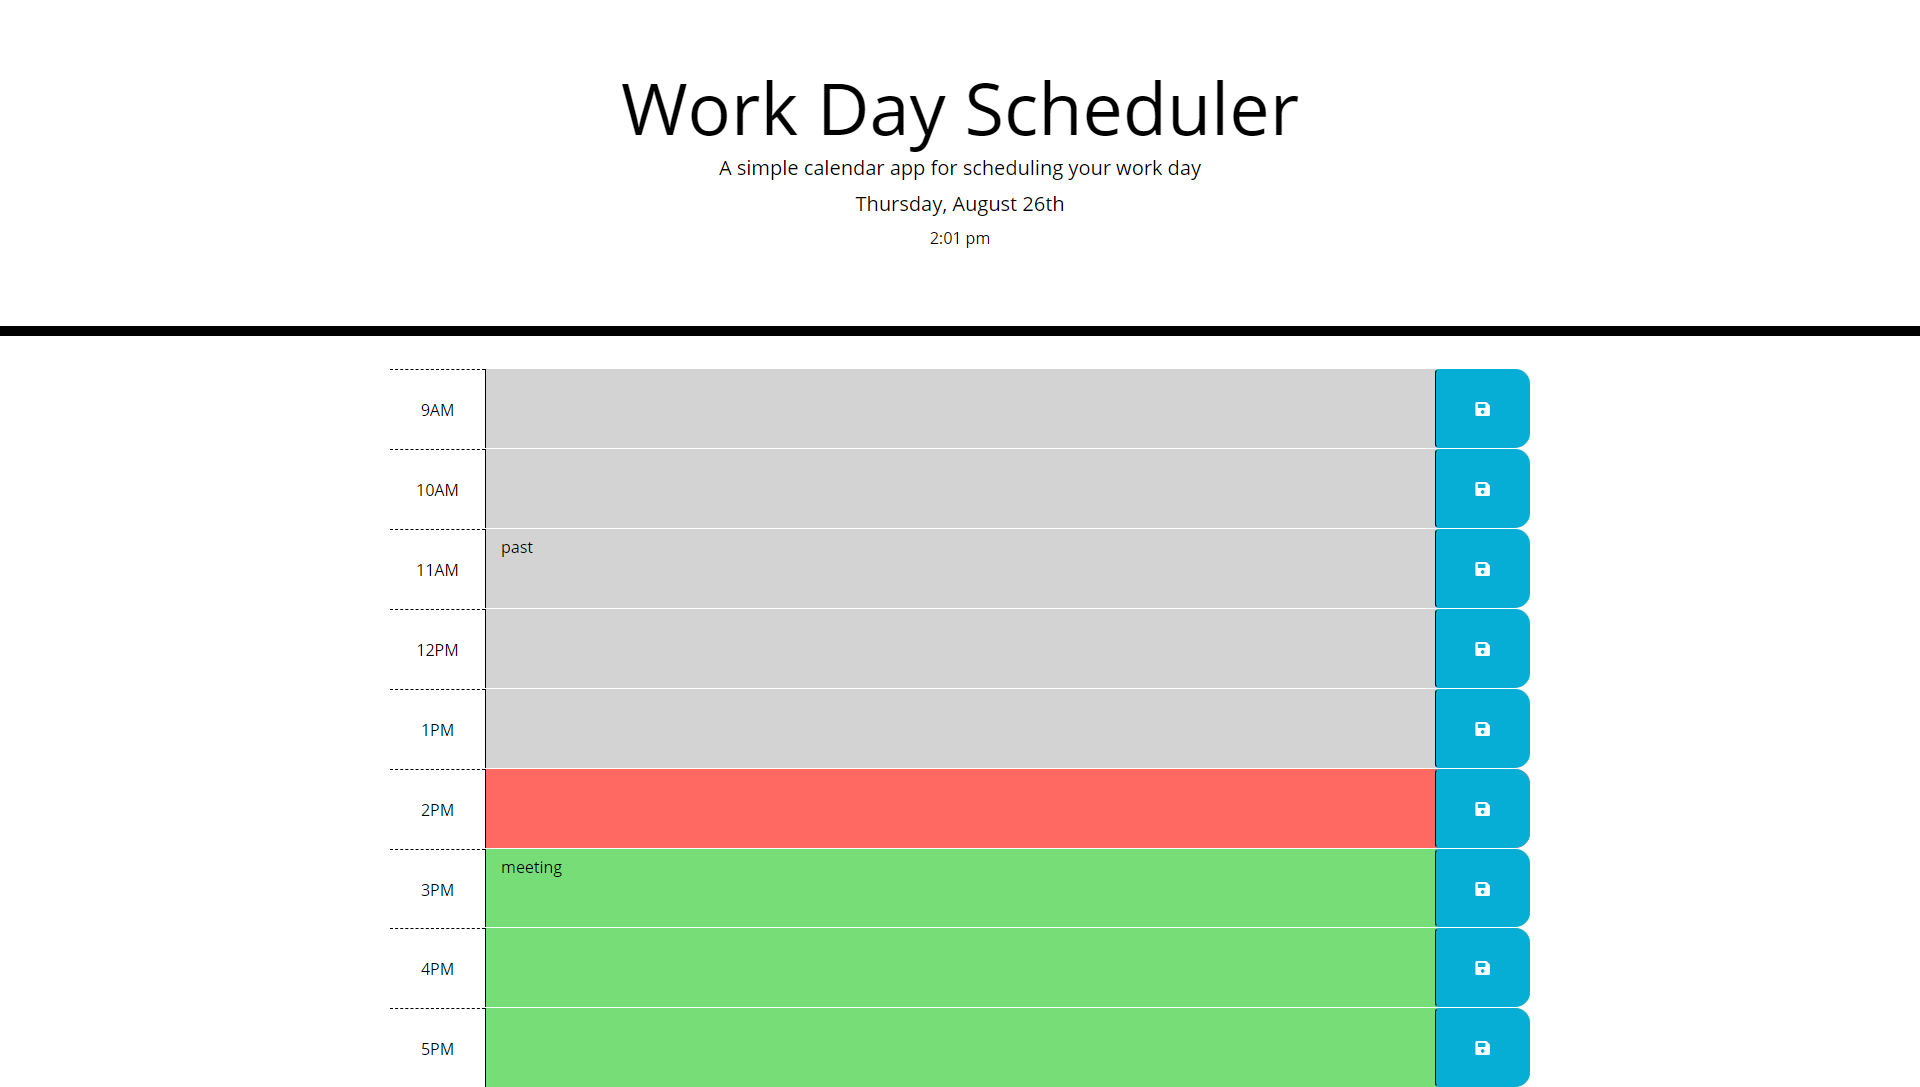 Work Day Scheduler
A simple calendar app for scheduling your work day
Thursday, August 26th
2:01 pm
9AM
10AM
past
11AM
12PM
1PM
2PM
meeting
3PM
4PM
5PM